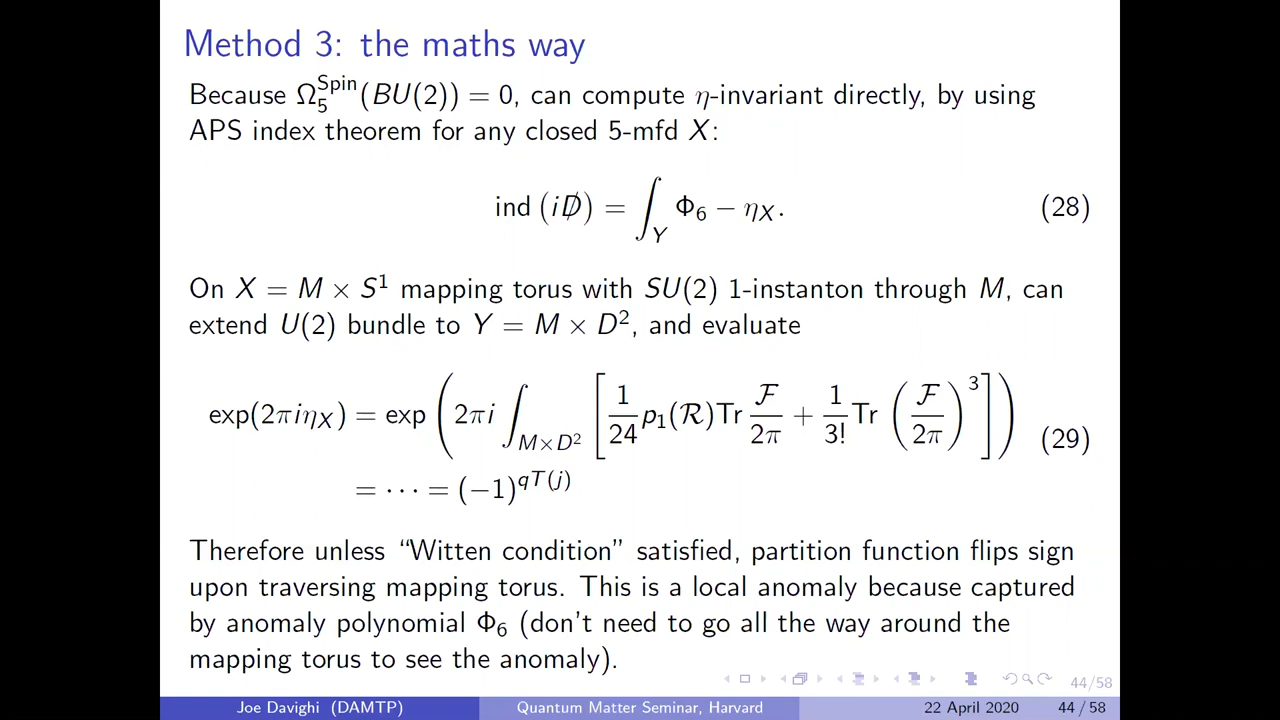 Method 3: the maths way
Because Ω₅^Spin(BU(2)) = 0, can compute η-invariant directly, by using
APS index theorem for any closed 5-mfd X:
ind (iD̸) = ∫_Y Φ₆ − η_X. (28)
On X = M × S¹ mapping torus with SU(2) 1-instanton through M, can
extend U(2) bundle to Y = M × D², and evaluate
exp(2πiη_X) = exp (2πi ∫_{M×D²} [1/24 p₁(ℛ)Tr ℱ/2π + 1/3! Tr (ℱ/2π)³]) (29)
= ⋯ = (−1)^{qT(j)}
Therefore unless “Witten condition” satisfied, partition function flips sign
upon traversing mapping torus. This is a local anomaly because captured
by anomaly polynomial Φ₆ (don’t need to go all the way around the
mapping torus to see the anomaly).
44/58
Joe Davighi (DAMTP) Quantum Matter Seminar, Harvard 22 April 2020 44 / 58